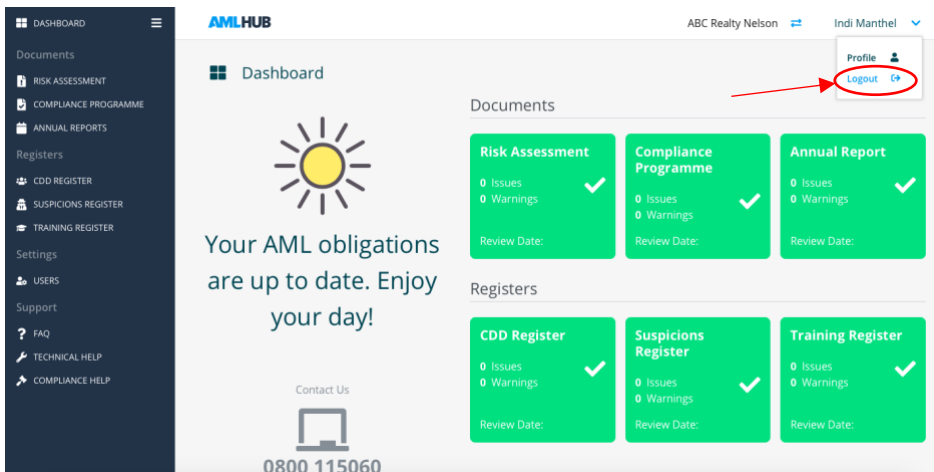 DASHBOARD
Documents
RISK ASSESSMENT
COMPLIANCE PROGRAMME
ANNUAL REPORTS
Registers
CDD REGISTER
SUSPICIONS REGISTER
TRAINING REGISTER
Settings
USERS
Support
FAQ
TECHNICAL HELP
COMPLIANCE HELP
AMLHUB
ABC Realty Nelson
Indi Manthel
Profile
Logout
Dashboard
Your AML obligations
are up to date. Enjoy
your day!
Contact Us
0800 115060
Documents
Risk Assessment
0 Issues
0 Warnings
Review Date:
Compliance
Programme
0 Issues
0 Warnings
Review Date:
Annual Report
0 Issues
0 Warnings
Review Date:
Registers
CDD Register
0 Issues
0 Warnings
Review Date:
Suspicions
Register
0 Issues
0 Warnings
Review Date:
Training Register
0 Issues
0 Warnings
Review Date: